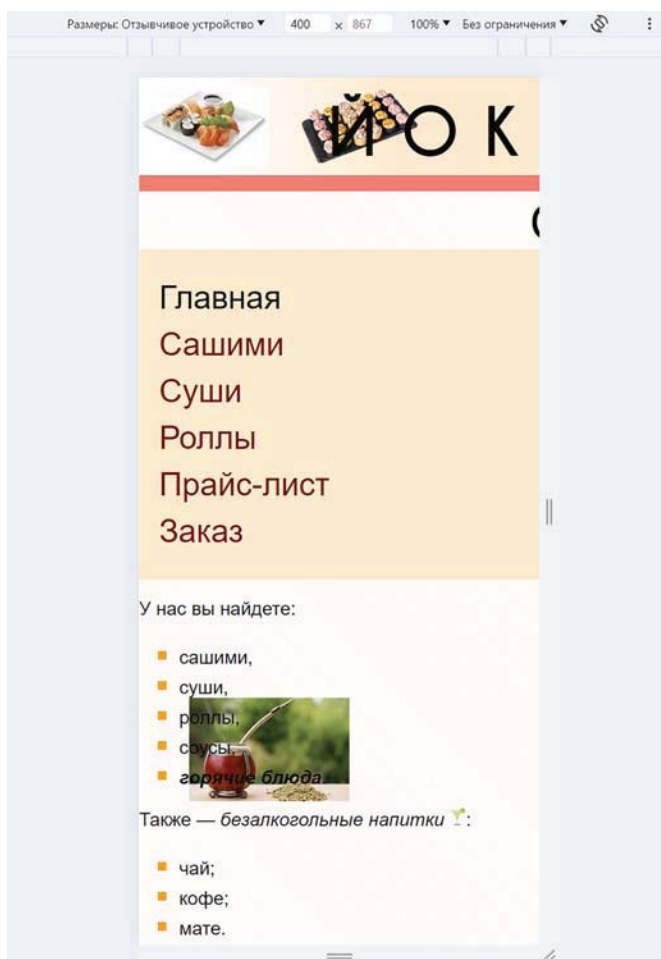 Размеры: Отзывчивое устройство ▼ 400 × 867 100% ▼ Без ограничения ▼
ЙОК
Главная
Сашими
Суши
Роллы
Прайс-лист
Заказ
У нас вы найдете:
сашими,
суши,
роллы,
соусы,
горячие блюда.
Также — безалкогольные напитки 🍸:
чай;
кофе;
мате.